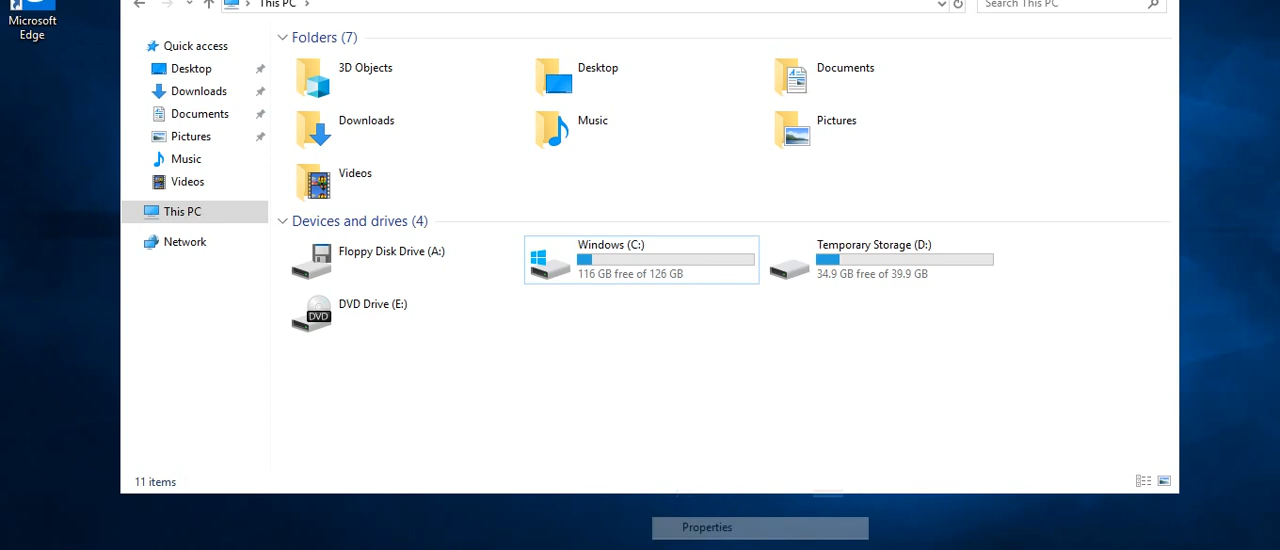 Microsoft
Edge
This PC
Search This PC
Quick access
Desktop
Downloads
Documents
Pictures
Music
Videos
This PC
Network
Folders (7)
3D Objects
Desktop
Documents
Downloads
Music
Pictures
Videos
Devices and drives (4)
Floppy Disk Drive (A:)
Windows (C:)
116 GB free of 126 GB
Temporary Storage (D:)
34.9 GB free of 39.9 GB
DVD
DVD Drive (E:)
11 items
Properties